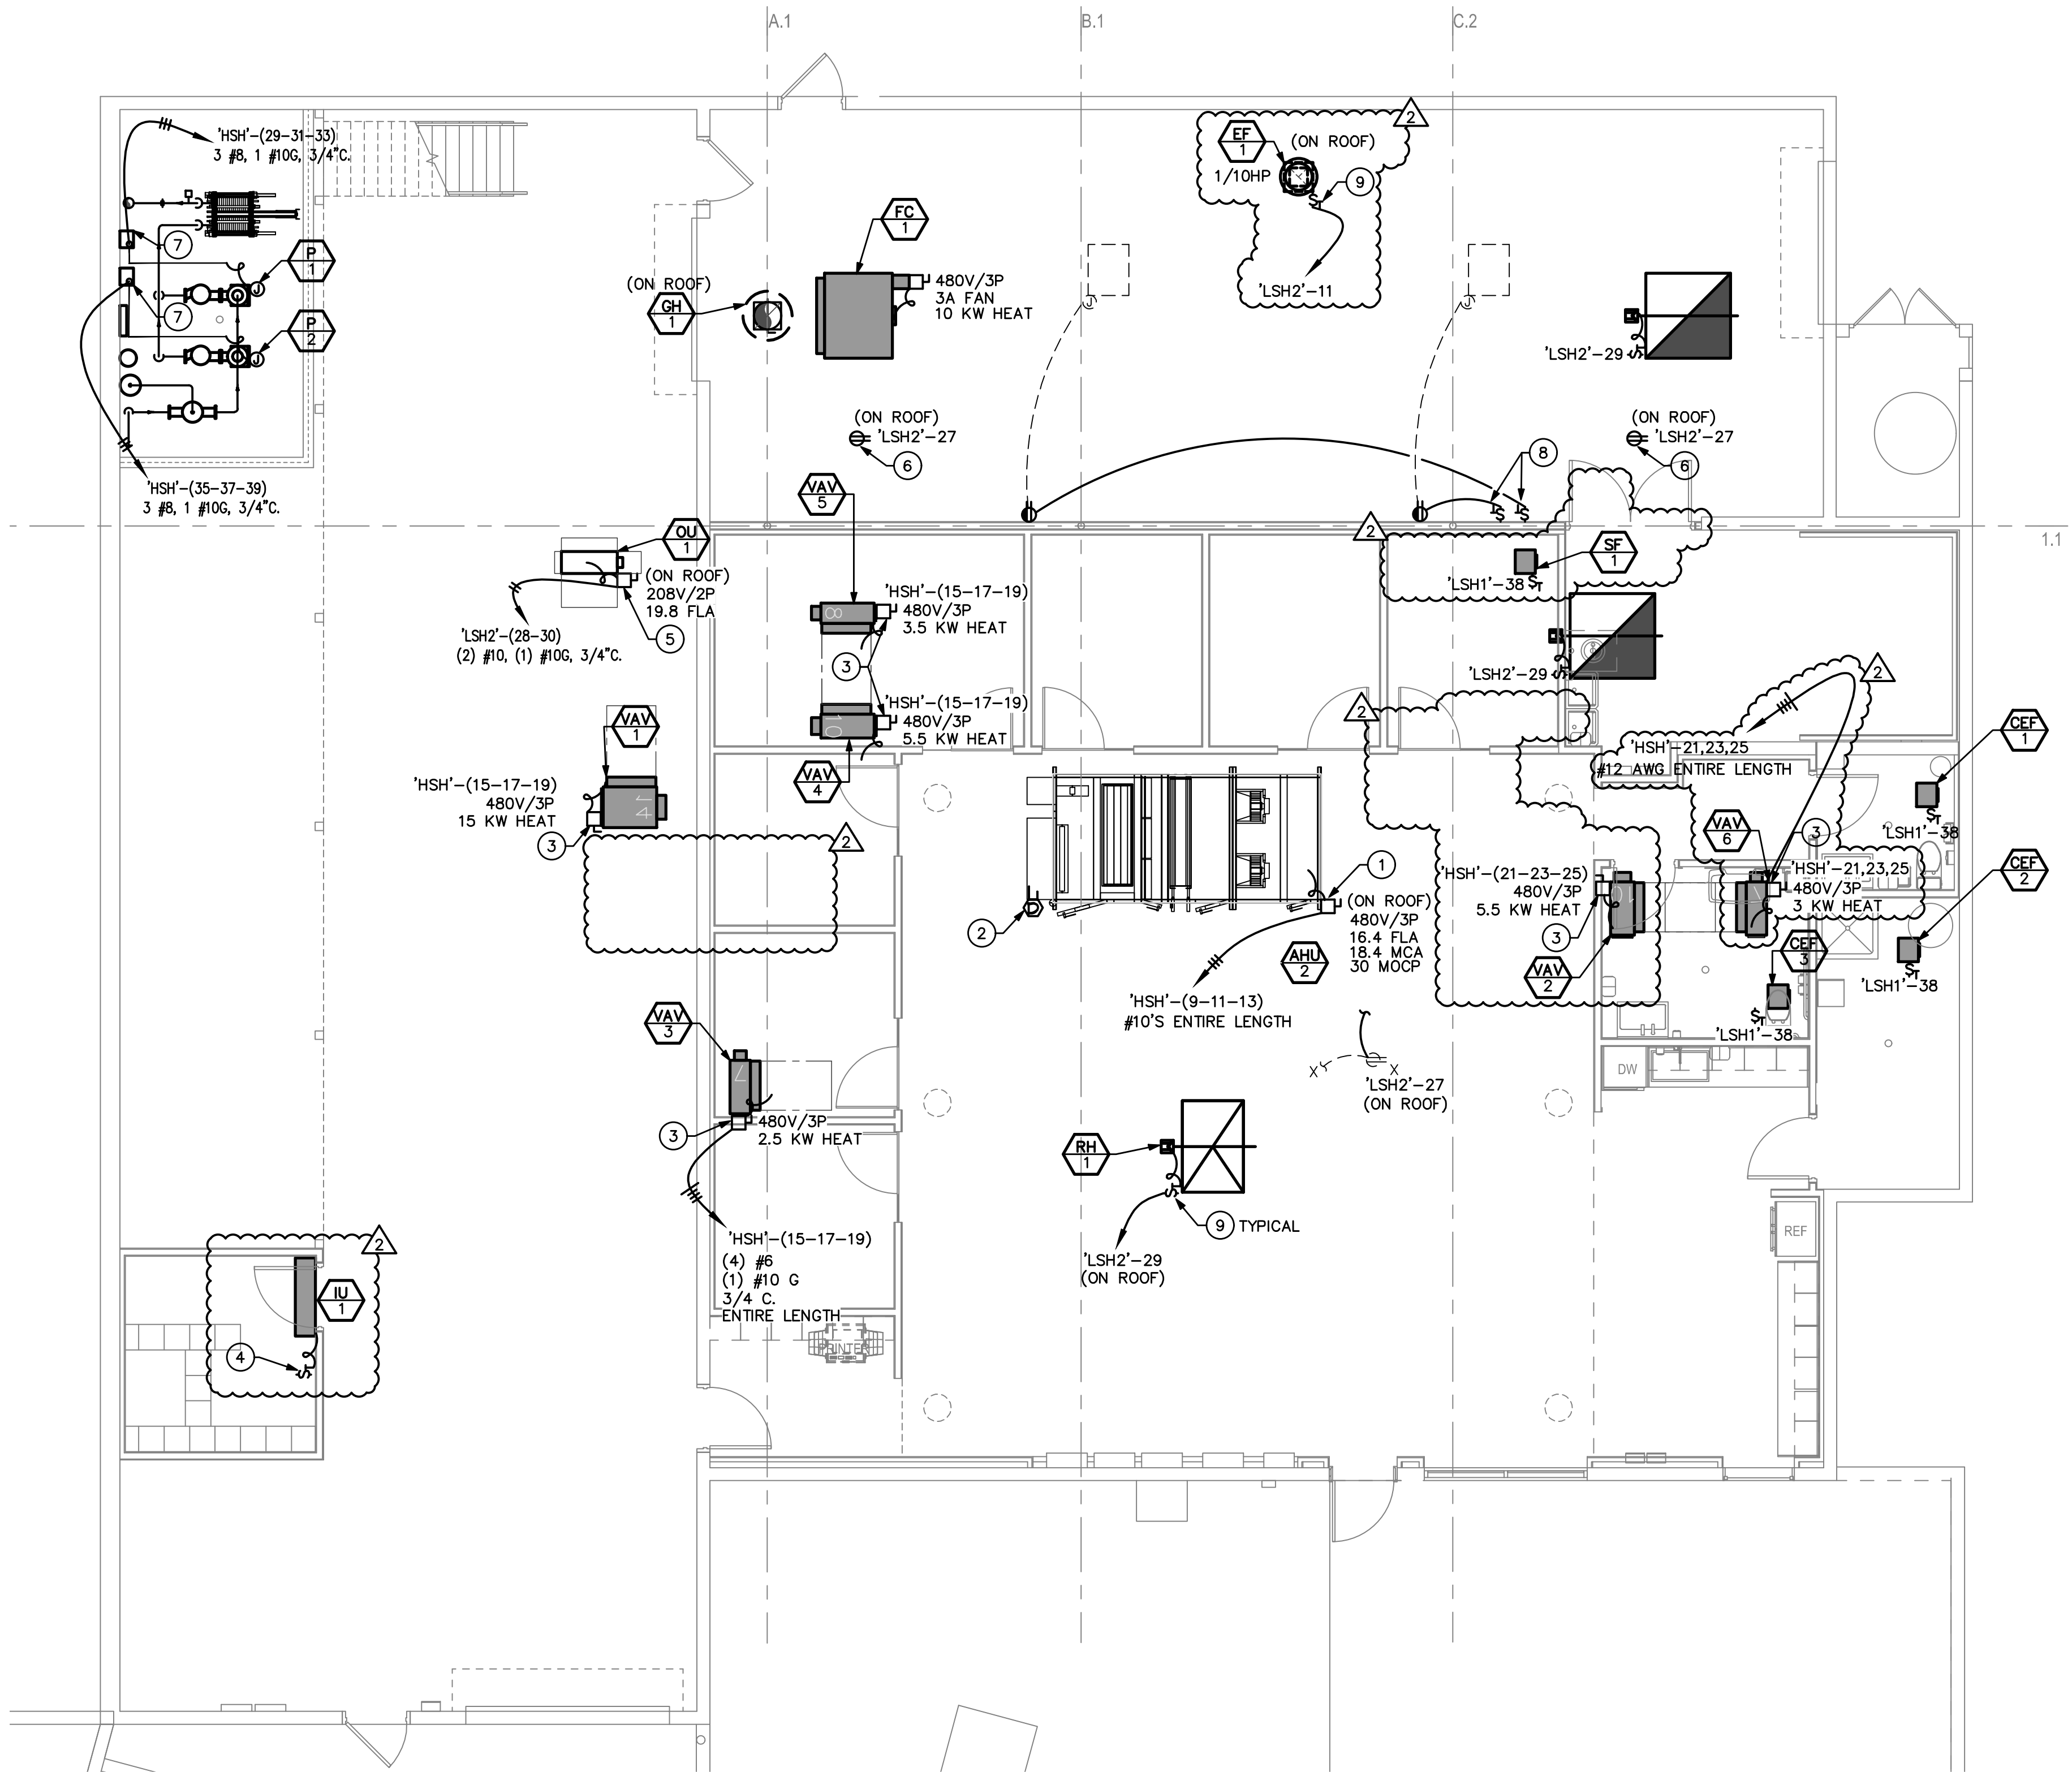 A.1
B.1
C.2
'HSH'-(29-31-33)
3 #8, 1 #10G, 3/4"C.
7
P
1
7
P
2
'HSH'-(35-37-39)
3 #8, 1 #10G, 3/4"C.
2
EF
1
(ON ROOF)
1/10HP
9
'LSH2'-11
FC
1
480V/3P
3A FAN
10 KW HEAT
(ON ROOF)
GH
1
J
J
J
J
'LSH2'-29
(ON ROOF)
'LSH2'-27
6
(ON ROOF)
'LSH2'-27
6
8
VAV
5
1.1
OU
1
(ON ROOF)
208V/2P
19.8 FLA
5
'LSH2'-(28-30)
(2) #10, (1) #10G, 3/4"C.
8
'HSH'-(15-17-19)
480V/3P
3.5 KW HEAT
3
10
'HSH'-(15-17-19)
480V/3P
5.5 KW HEAT
VAV
4
2
SF
1
'LSH1'-38
'LSH2'-29
2
2
'HSH'-21,23,25
#12 AWG ENTIRE LENGTH
CEF
1
'LSH1'-38
VAV
1
'HSH'-(15-17-19)
480V/3P
15 KW HEAT
14
3
2
VAV
6
3
'HSH'-21,23,25
480V/3P
3 KW HEAT
CEF
2
'LSH1'-38
'HSH'-(21-23-25)
480V/3P
5.5 KW HEAT
3
VAV
2
CEF
3
'LSH1'-38
1
2
(ON ROOF)
480V/3P
16.4 FLA
18.4 MCA
30 MOCP
AHU
2
'HSH'-(9-11-13)
#10'S ENTIRE LENGTH
X
X
'LSH2'-27
(ON ROOF)
DW
VAV
3
7
3
480V/3P
2.5 KW HEAT
'HSH'-(15-17-19)
(4) #6
(1) #10 G
3/4 C.
ENTIRE LENGTH
RH
1
9 TYPICAL
'LSH2'-29
(ON ROOF)
REF
2
IU
1
4
PRINTER